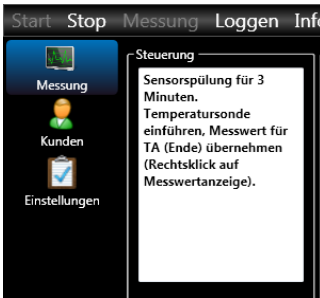 Start Stop Messung Loggen Inf
Messung
Kunden
Einstellungen
Steuerung
Sensorspülung für 3
Minuten.
Temperatursonde
einführen, Messwert für
TA (Ende) übernehmen
(Rechtsklick auf
Messwertanzeige).